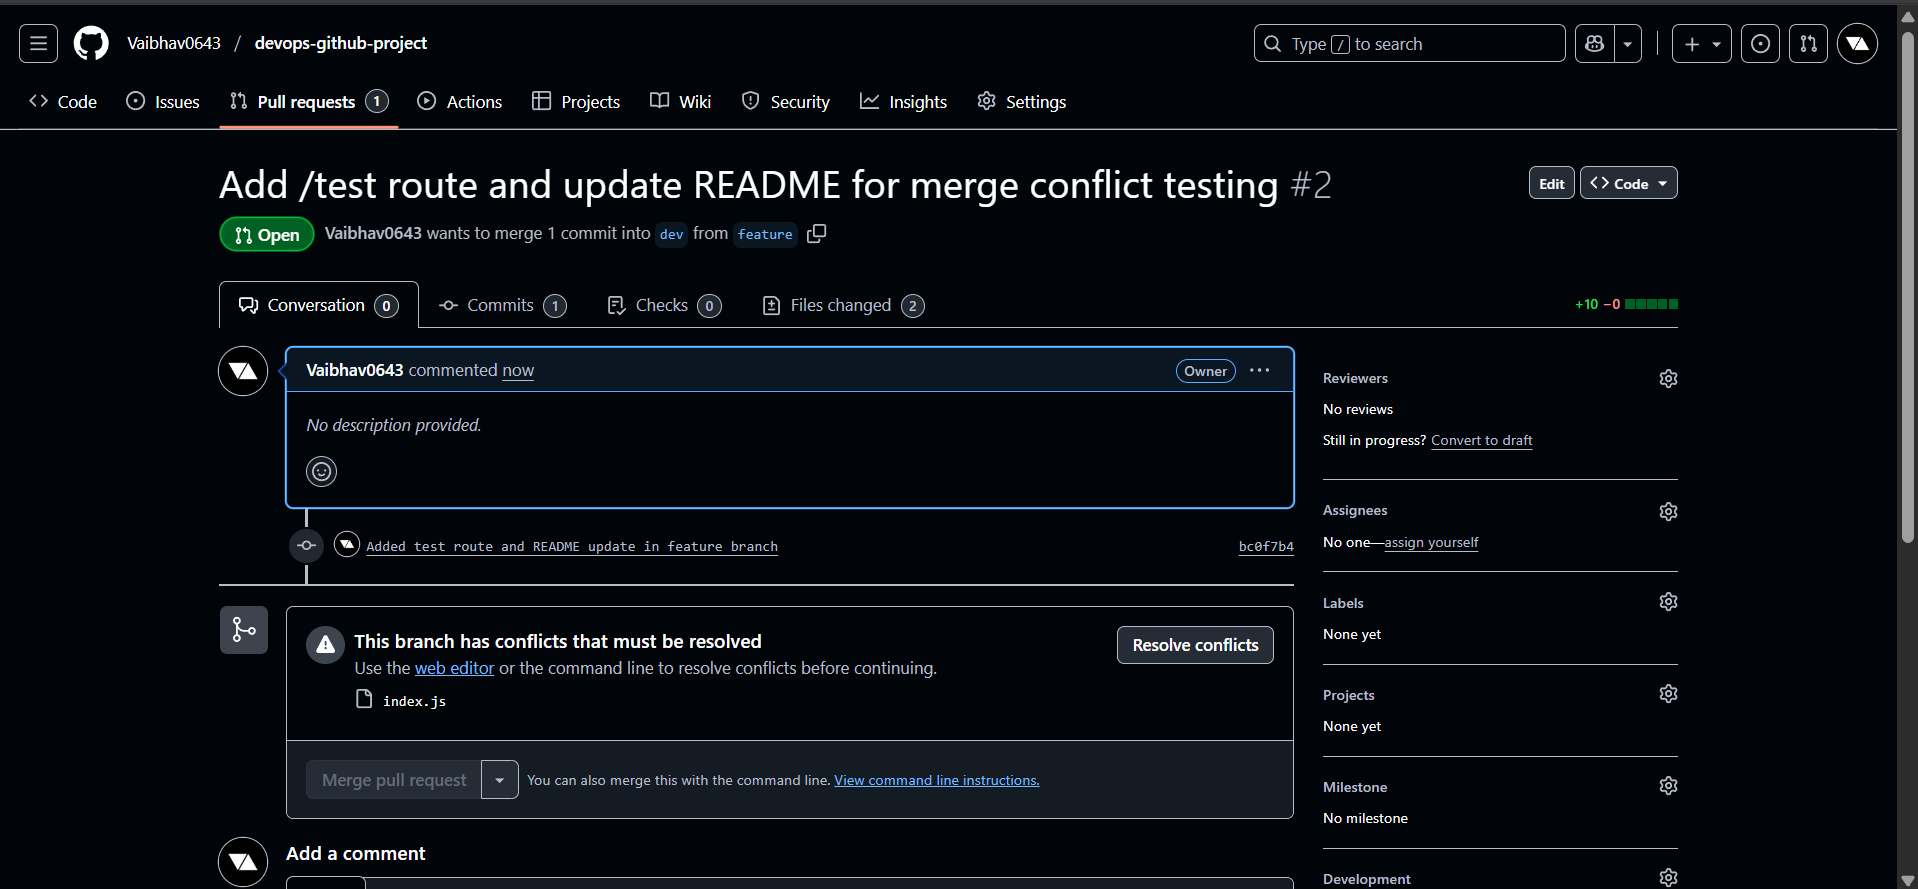 Vaibhav0643 / devops-github-project
Type / to search
Code Issues Pull requests 1 Actions Projects Wiki Security Insights Settings
Add /test route and update README for merge conflict testing #2
Edit Code
Open Vaibhav0643 wants to merge 1 commit into dev from feature
Conversation 0 Commits 1 Checks 0 Files changed 2 +10 −0
Vaibhav0643 commented now Owner
No description provided.
Added test route and README update in feature branch bc0f7b4
This branch has conflicts that must be resolved
Use the web editor or the command line to resolve conflicts before continuing.
index.js
Resolve conflicts
Merge pull request You can also merge this with the command line. View command line instructions.
Add a comment
Reviewers
No reviews
Still in progress? Convert to draft
Assignees
No one—assign yourself
Labels
None yet
Projects
None yet
Milestone
No milestone
Development